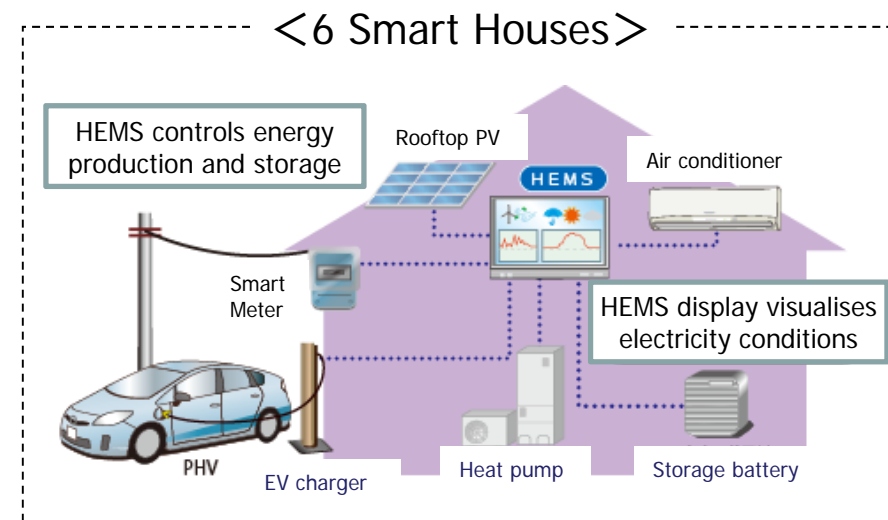 <6 Smart Houses>
HEMS controls energy
production and storage
Rooftop PV
Air conditioner
HEMS
Smart
Meter
HEMS display visualises
electricity conditions
PHV
EV charger
Heat pump
Storage battery